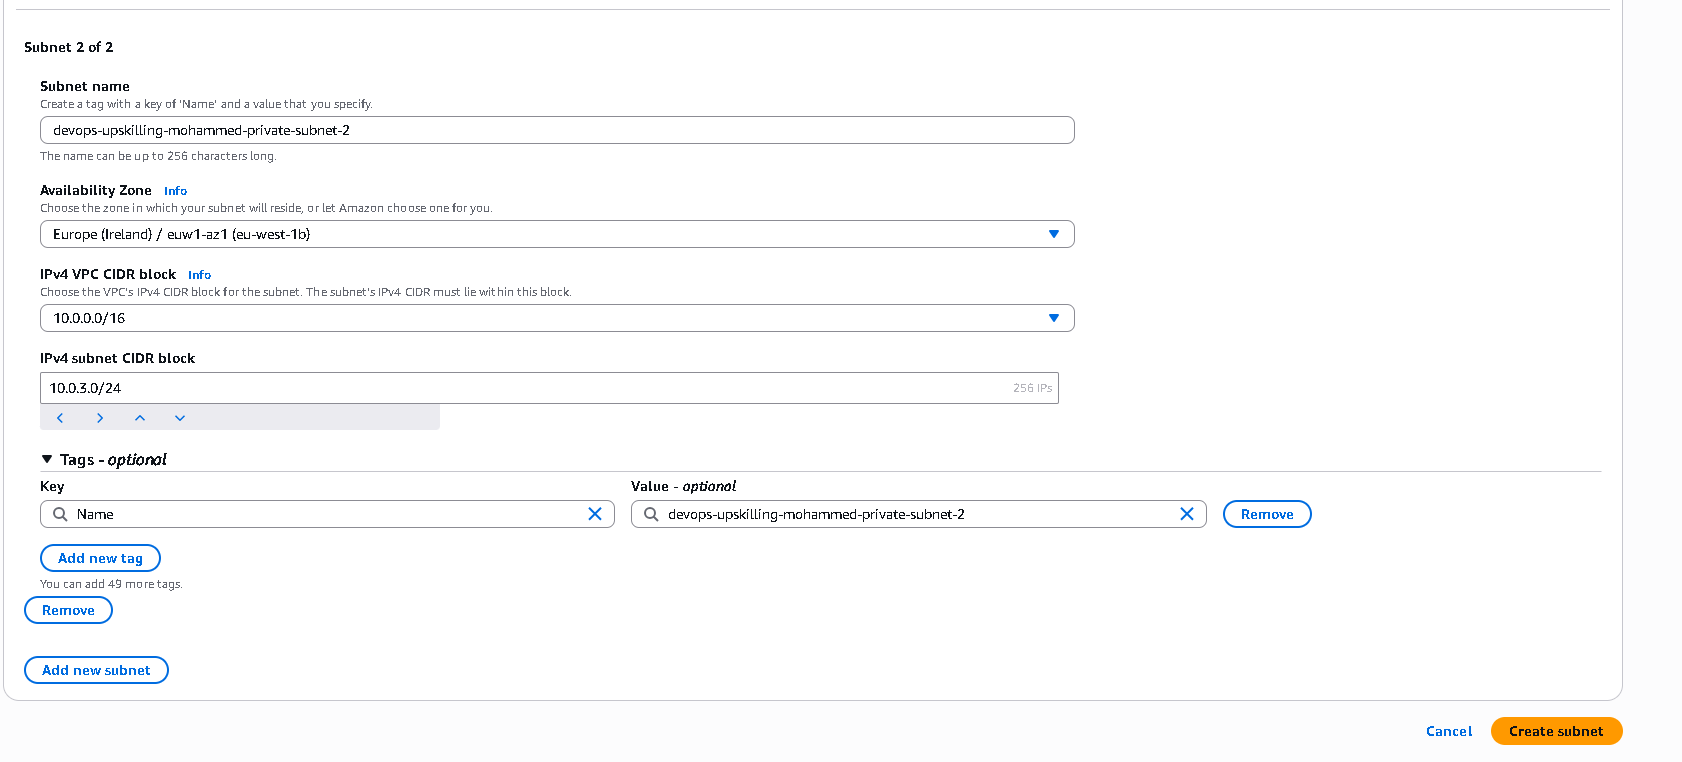 Subnet 2 of 2
Subnet name
Create a tag with a key of 'Name' and a value that you specify.
devops-upskilling-mohammed-private-subnet-2
The name can be up to 256 characters long.
Availability Zone Info
Choose the zone in which your subnet will reside, or let Amazon choose one for you.
Europe (Ireland) / euw1-az1 (eu-west-1b)
IPv4 VPC CIDR block Info
Choose the VPC's IPv4 CIDR block for the subnet. The subnet's IPv4 CIDR must lie within this block.
10.0.0.0/16
IPv4 subnet CIDR block
10.0.3.0/24 256 IPs
Tags - optional
Key Value - optional
Name devops-upskilling-mohammed-private-subnet-2 Remove
Add new tag
You can add 49 more tags.
Remove
Add new subnet
Cancel Create subnet